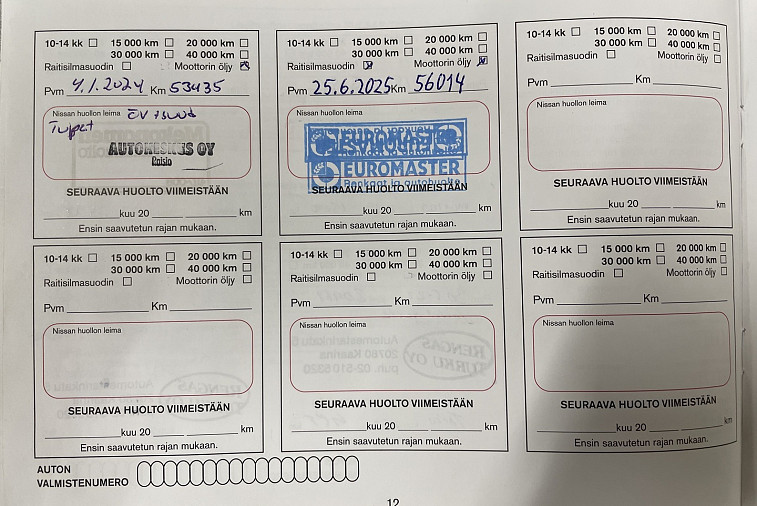 10-14 kk 15 000 km 20 000 km
30 000 km 40 000 km
Raitisilmasuodin Moottorin öljy
Pvm 4.1.2024 Km 53435
Nissan huollon leima
AUTOKESKUS OY
Raisio
SEURAAVA HUOLTO VIIMEISTÄÄN
kuu 20 km
Ensin saavutetun rajan mukaan.
10-14 kk 15 000 km 20 000 km
30 000 km 40 000 km
Raitisilmasuodin Moottorin öljy
Pvm 25.6.2025 Km 56014
Nissan huollon leima
EUROMASTER
EUROMASTER
Renkaat ja autohuolto
SEURAAVA HUOLTO VIIMEISTÄÄN
kuu 20 km
Ensin saavutetun rajan mukaan.
10-14 kk 15 000 km 20 000 km
30 000 km 40 000 km
Raitisilmasuodin Moottorin öljy
Pvm Km
Nissan huollon leima
SEURAAVA HUOLTO VIIMEISTÄÄN
kuu 20 km
Ensin saavutetun rajan mukaan.
10-14 kk 15 000 km 20 000 km
30 000 km 40 000 km
Raitisilmasuodin Moottorin öljy
Pvm Km
Nissan huollon leima
SEURAAVA HUOLTO VIIMEISTÄÄN
kuu 20 km
Ensin saavutetun rajan mukaan.
10-14 kk 15 000 km 20 000 km
30 000 km 40 000 km
Raitisilmasuodin Moottorin öljy
Pvm Km
Nissan huollon leima
SEURAAVA HUOLTO VIIMEISTÄÄN
kuu 20 km
Ensin saavutetun rajan mukaan.
10-14 kk 15 000 km 20 000 km
30 000 km 40 000 km
Raitisilmasuodin Moottorin öljy
Pvm Km
Nissan huollon leima
SEURAAVA HUOLTO VIIMEISTÄÄN
kuu 20 km
Ensin saavutetun rajan mukaan.
AUTON
VALMISTENUMERO
12